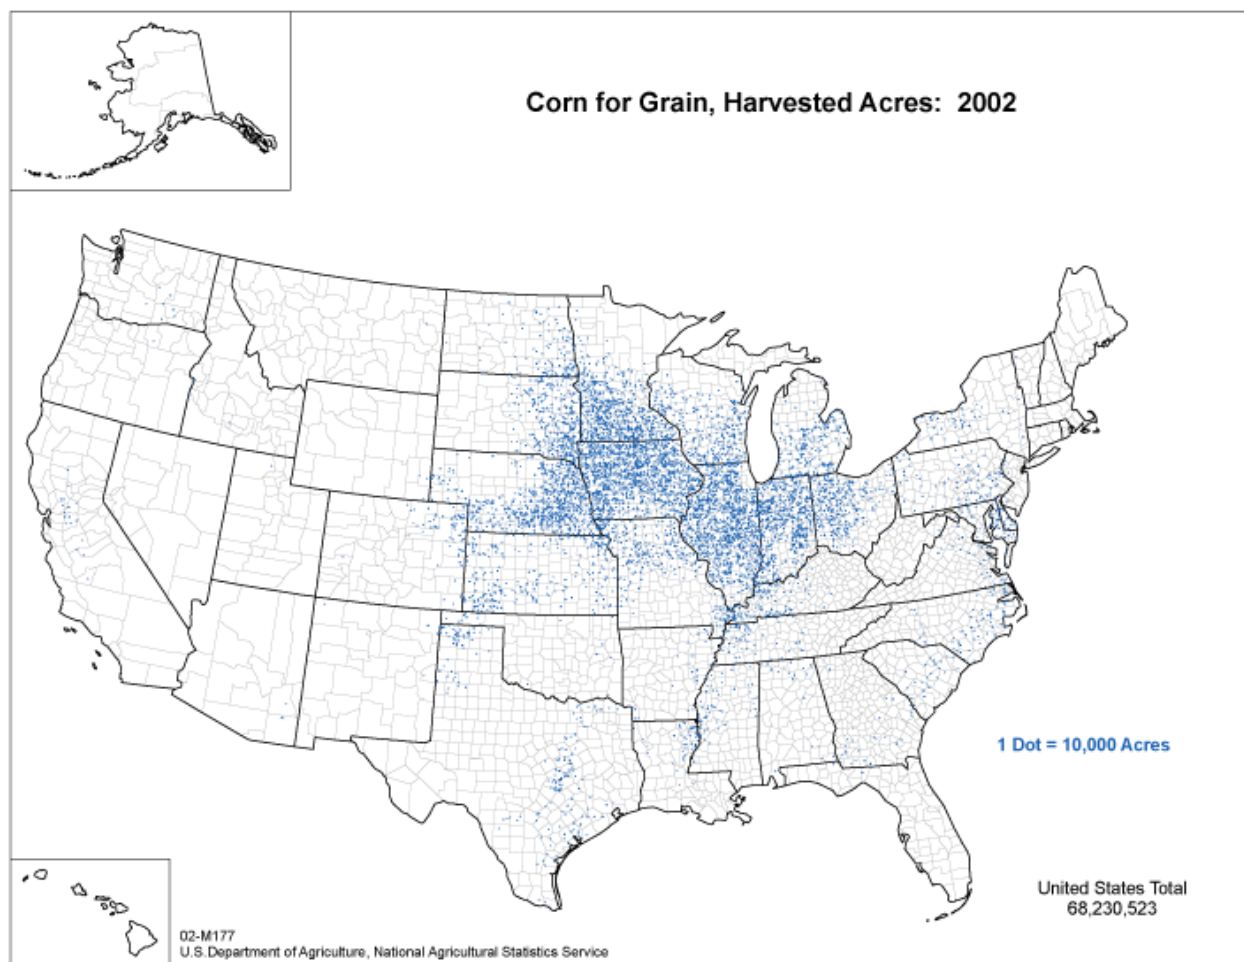 Corn for Grain, Harvested Acres: 2002
1 Dot = 10,000 Acres
United States Total
68,230,523
02-M177
U.S.Department of Agriculture, National Agricultural Statistics Service